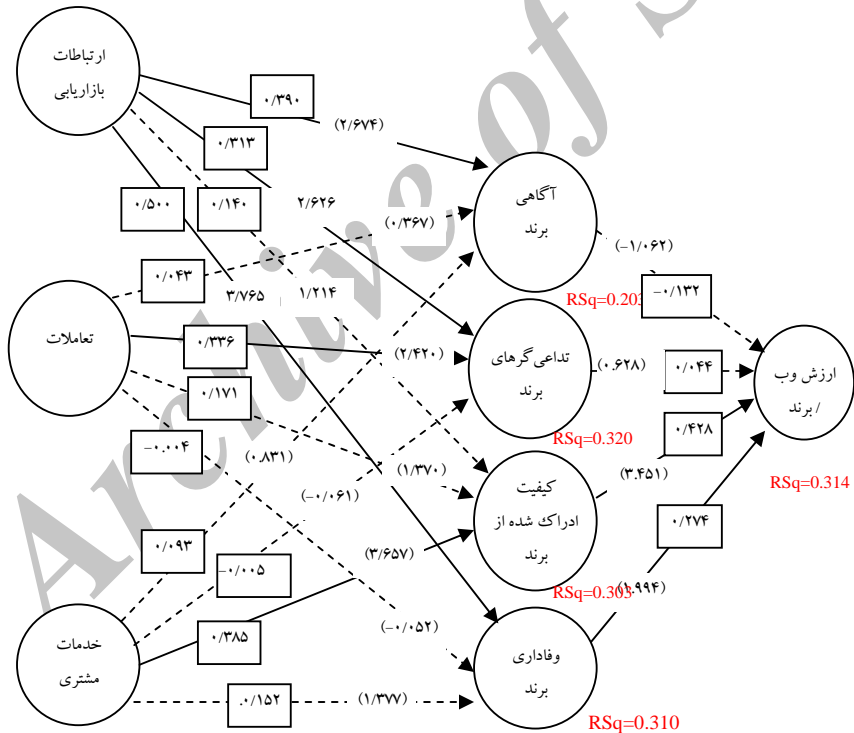 Archive of S
ارتباطات
بازاریابی
۰/۳۹۰
(۲/۶۷۴)
۰/۳۱۳
۰/۵۰۰
۰/۱۴۰
۲/۶۲۶
آگاهی
برند
(۰/۳۶۷)
(-۱/۰۶۲)
۰/۰۴۳
۳/۷۶۵
۱/۲۱۴
RSq=0.203
-۰/۱۳۲
تعاملات
۰/۳۳۶
(۲/۴۲۰)
تداعی‌گرهای
برند
(۰.۶۲۸)
۰/۰۴۴
ارزش وب
/ برند
۰/۱۷۱
۰/۴۲۸
-۰.۰۰۴
(۰.۸۳۱)
(۱/۳۷۰)
RSq=0.320
(۳.۴۵۱)
RSq=0.314
(-۰/۰۶۱)
کیفیت
ادراک شده از
برند
۰/۲۷۴
۰/۰۹۳
-۰/۰۰۵
(۳/۶۵۷)
RSq=0.303
(۱.۹۹۴)
خدمات
مشتری
۰/۳۸۵
(-۰/۰۵۲)
وفاداری
برند
۰/۱۵۲.
(۱/۳۷۷)
RSq=0.310